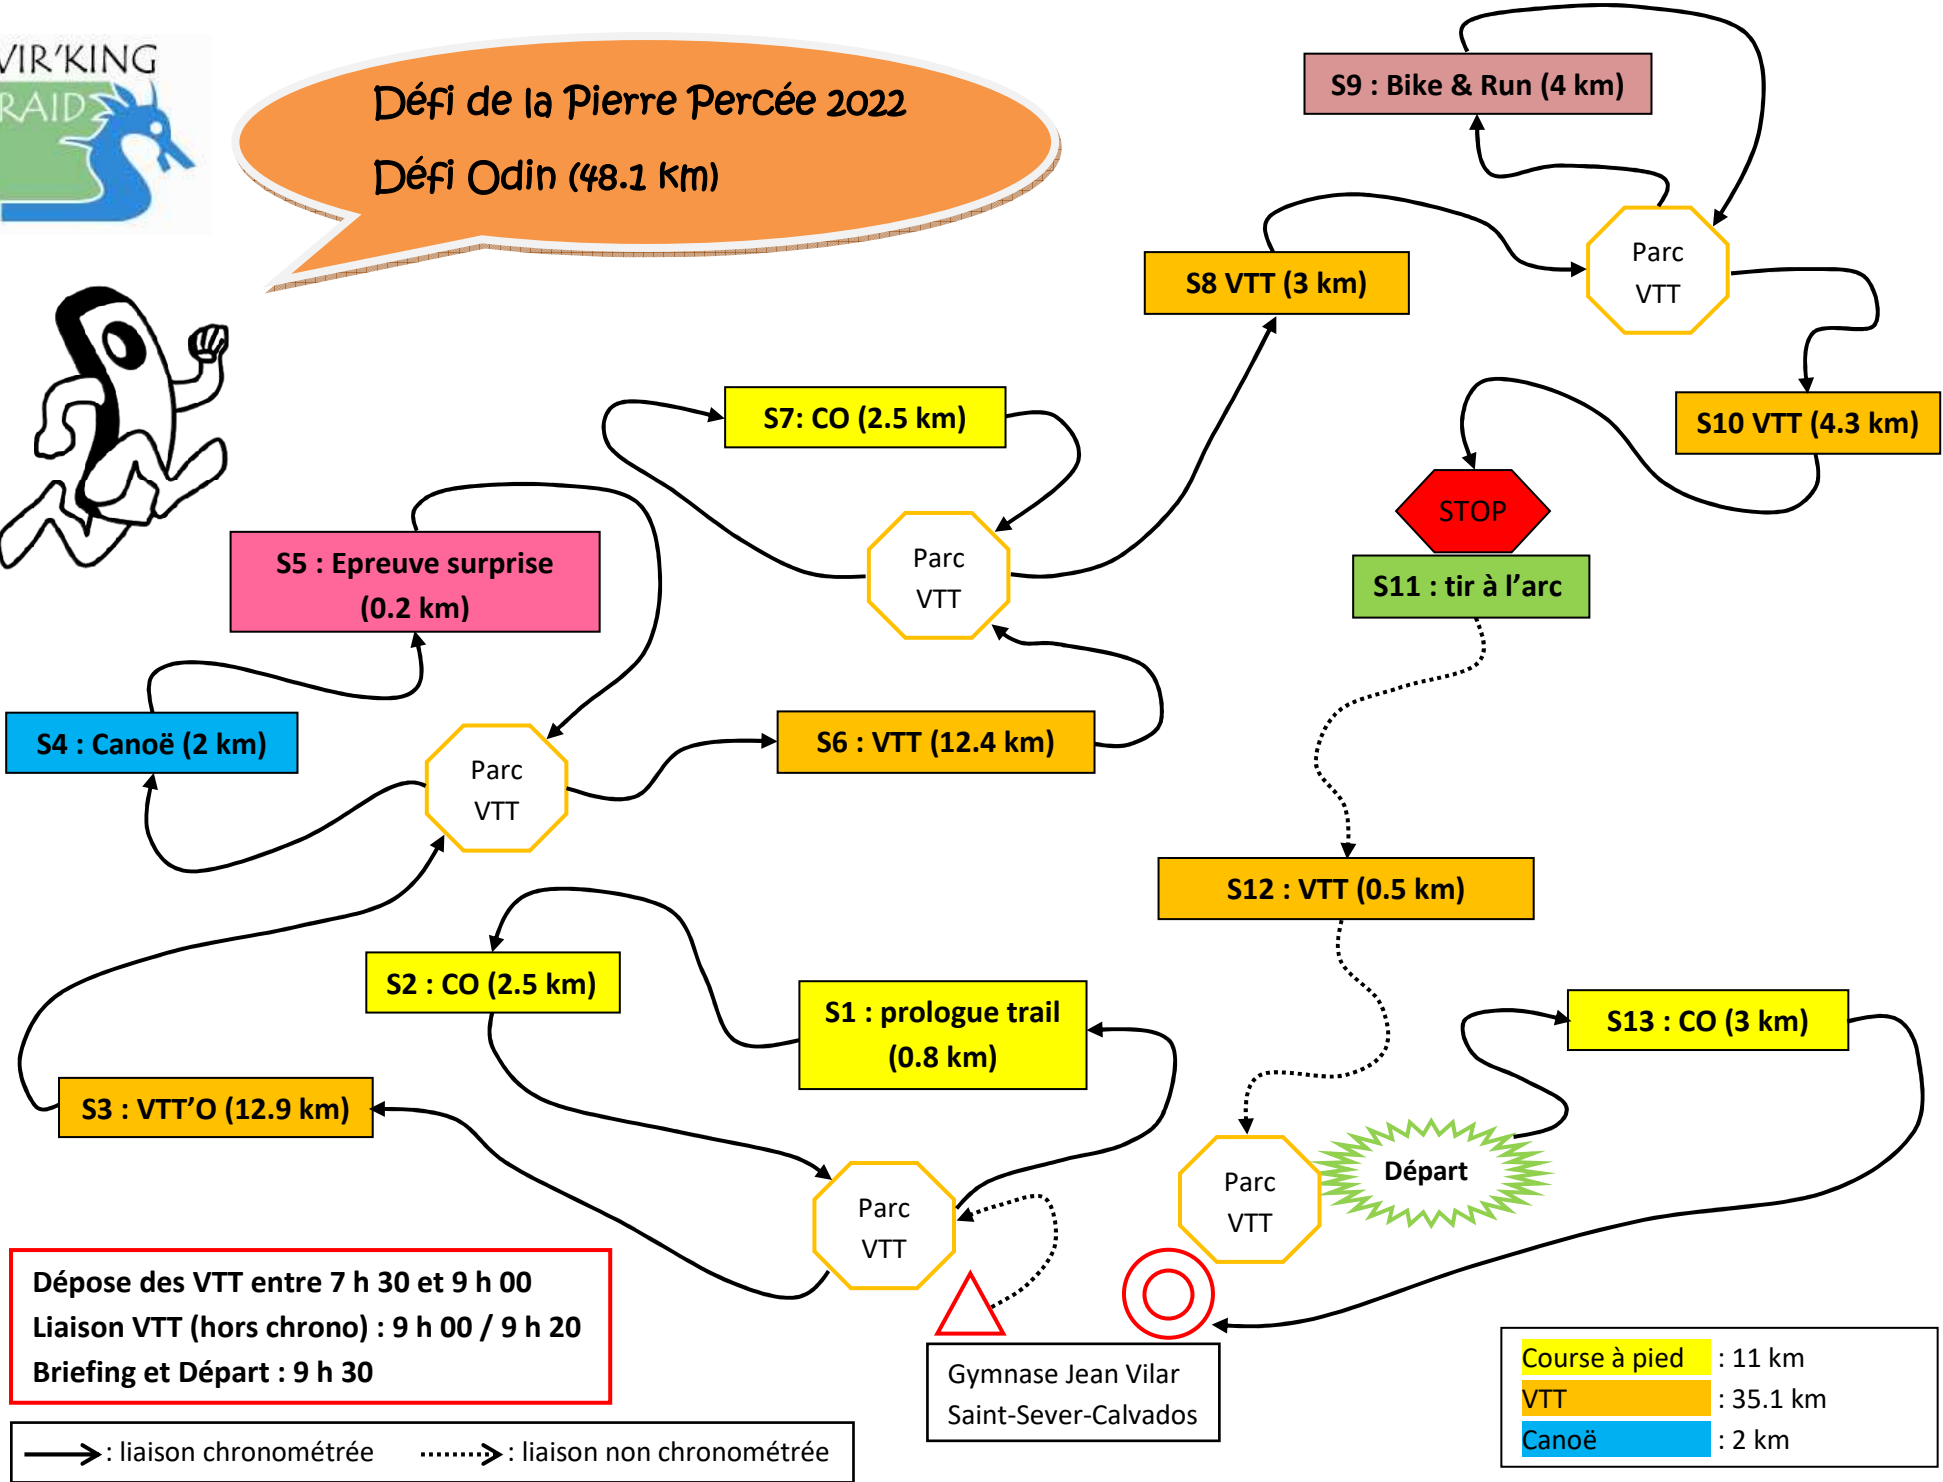 VIR'KING
RAID
Défi de la Pierre Percée 2022
Défi Odin (48.1 km)
S9 : Bike & Run (4 km)
Parc
VTT
S8 VTT (3 km)
S10 VTT (4.3 km)
S7: CO (2.5 km)
STOP
S11 : tir à l'arc
Parc
VTT
S5 : Epreuve surprise
(0.2 km)
S4 : Canoë (2 km)
Parc
VTT
S6 : VTT (12.4 km)
S12 : VTT (0.5 km)
S2 : CO (2.5 km)
S1 : prologue trail
(0.8 km)
S13 : CO (3 km)
S3 : VTT'O (12.9 km)
Parc
VTT
Parc
VTT
Départ
Dépose des VTT entre 7 h 30 et 9 h 00
Liaison VTT (hors chrono) : 9 h 00 / 9 h 20
Briefing et Départ : 9 h 30
Gymnase Jean Vilar
Saint-Sever-Calvados
Course à pied : 11 km
VTT : 35.1 km
Canoë : 2 km
: liaison chronométrée : liaison non chronométrée